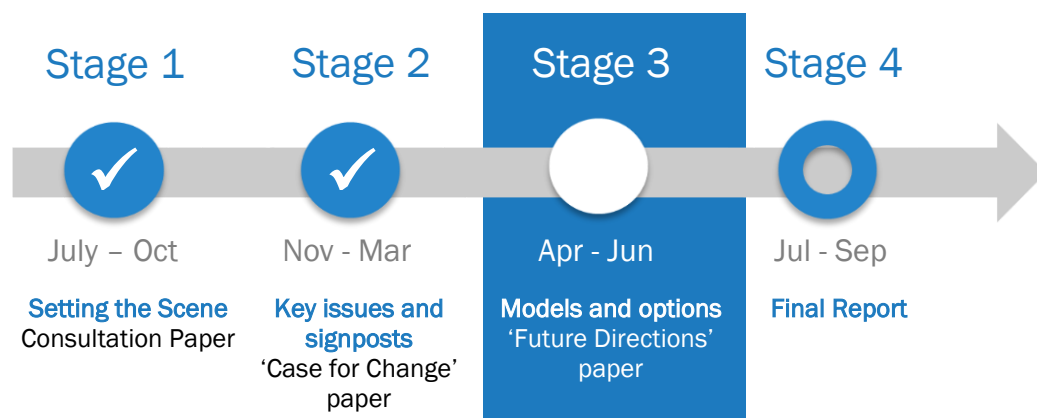 Stage 1
July – Oct
Setting the Scene
Consultation Paper
Stage 2
Nov - Mar
Key issues and
signposts
‘Case for Change’
paper
Stage 3
Apr - Jun
Models and options
‘Future Directions’
paper
Stage 4
Jul - Sep
Final Report